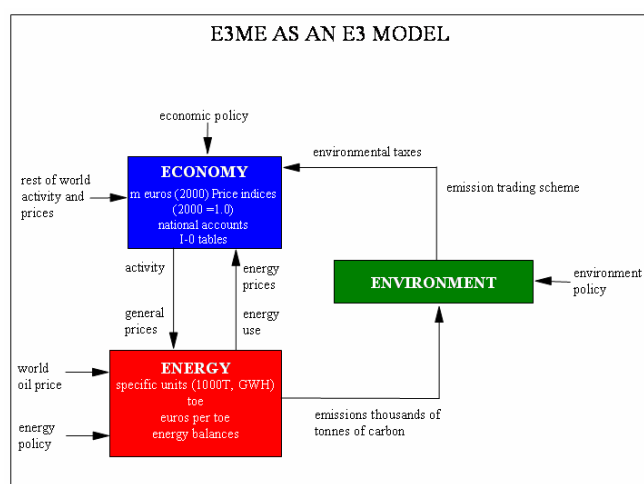 E3ME AS AN E3 MODEL
economic policy
ECONOMY
m euros (2000) Price indices
(2000 =1.0)
national accounts
I-0 tables
rest of world
activity and
prices
environmental taxes
emission trading scheme
activity
general
prices
energy
prices
energy
use
ENVIRONMENT
environment
policy
ENERGY
specific units (1000T, GWH)
toe
euros per toe
energy balances
world
oil price
energy
policy
emissions thousands of
tonnes of carbon